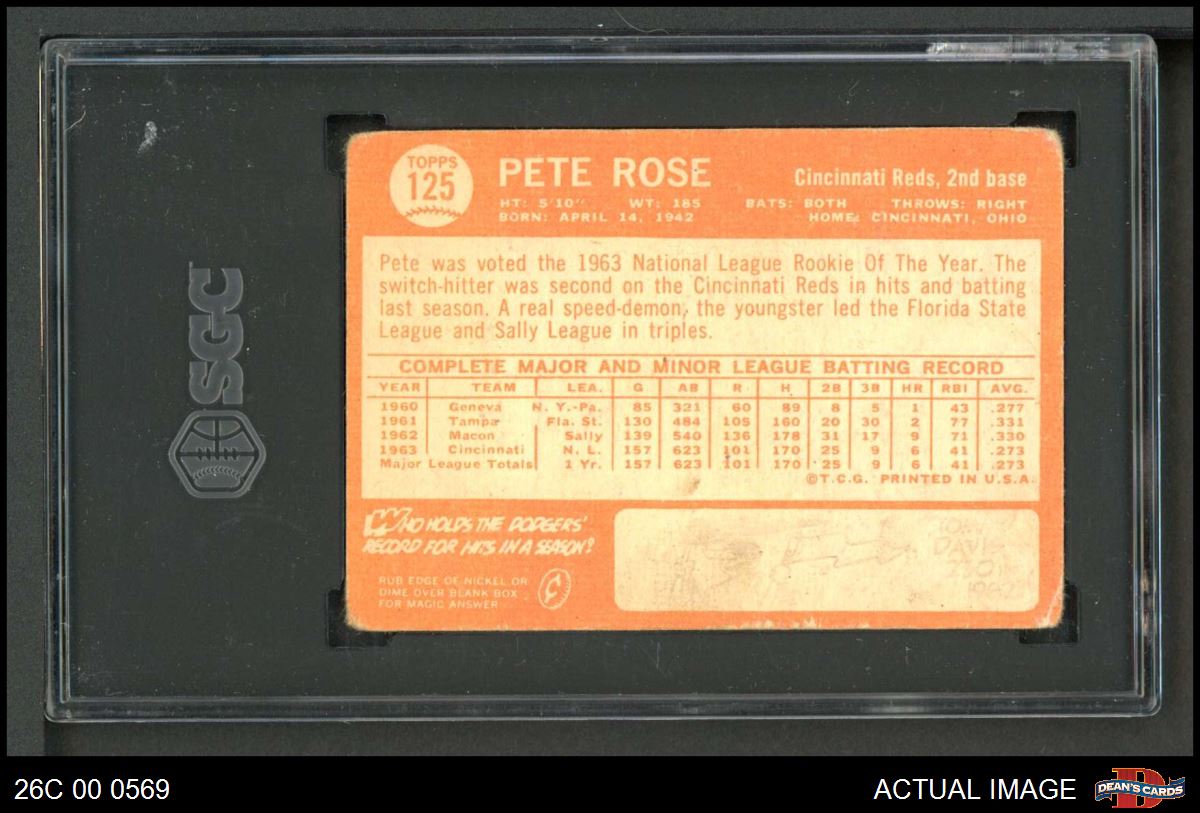 SGC
TOPPS
125
PETE ROSE
Cincinnati Reds, 2nd base
HT: 5'10" WT: 185 BATS: BOTH THROWS: RIGHT
BORN: APRIL 14, 1942 HOME: CINCINNATI, OHIO
Pete was voted the 1963 National League Rookie Of The Year. The
switch-hitter was second on the Cincinnati Reds in hits and batting
last season. A real speed-demon, the youngster led the Florida State
League and Sally League in triples.
COMPLETE MAJOR AND MINOR LEAGUE BATTING RECORD
YEAR TEAM LEA. G AB R H 2B 3B HR RBI AVG.
1960 Geneva N. Y.-Pa. 85 321 60 89 8 5 1 43 .277
1961 Tampa Fla. St. 130 484 105 160 20 30 2 77 .331
1962 Macon Sally 139 540 136 178 31 17 9 71 .330
1963 Cincinnati N. L. 157 623 101 170 25 9 6 41 .273
Major League Totals 1 Yr. 157 623 101 170 25 9 6 41 .273
©T.C.G. PRINTED IN U.S.A.
WHO HOLDS THE DODGERS'
RECORD FOR HITS IN A SEASON?
RUB EDGE OF NICKEL OR
DIME OVER BLANK BOX
FOR MAGIC ANSWER
DAVIS
26C 00 0569
ACTUAL IMAGE
D
DEAN'S CARDS